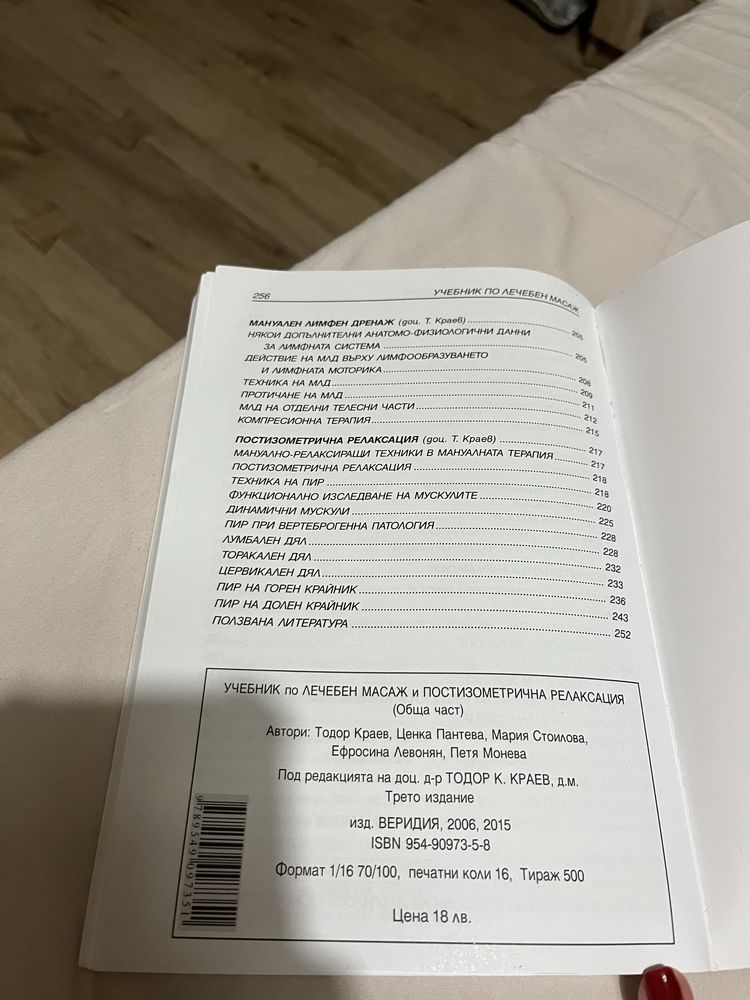 256 УЧЕБНИК ПО ЛЕЧЕБЕН МАСАЖ
МАНУАЛЕН ЛИМФЕН ДРЕНАЖ (доц. Т. Краев) ... 205
НЯКОИ ДОПЪЛНИТЕЛНИ АНАТОМО-ФИЗИОЛОГИЧНИ ДАННИ
ЗА ЛИМФНАТА СИСТЕМА ... 205
ДЕЙСТВИЕ НА МЛД ВЪРХУ ЛИМФООБРАЗУВАНЕТО
И ЛИМФНАТА МОТОРИКА ... 208
ТЕХНИКА НА МЛД ... 209
ПРОТИЧАНЕ НА МЛД ... 211
МЛД НА ОТДЕЛНИ ТЕЛЕСНИ ЧАСТИ ... 212
КОМПРЕСИОННА ТЕРАПИЯ ... 215
ПОСТИЗОМЕТРИЧНА РЕЛАКСАЦИЯ (доц. Т. Краев) ... 217
МАНУАЛНО-РЕЛАКСИРАЩИ ТЕХНИКИ В МАНУАЛНАТА ТЕРАПИЯ ... 217
ПОСТИЗОМЕТРИЧНА РЕЛАКСАЦИЯ ... 218
ТЕХНИКА НА ПИР ... 218
ФУНКЦИОНАЛНО ИЗСЛЕДВАНЕ НА МУСКУЛИТЕ ... 220
ДИНАМИЧНИ МУСКУЛИ ... 225
ПИР ПРИ ВЕРТЕБРОГЕННА ПАТОЛОГИЯ ... 228
ЛУМБАЛЕН ДЯЛ ... 228
ТОРАКАЛЕН ДЯЛ ... 232
ЦЕРВИКАЛЕН ДЯЛ ... 233
ПИР НА ГОРЕН КРАЙНИК ... 236
ПИР НА ДОЛЕН КРАЙНИК ... 243
ПОЛЗВАНА ЛИТЕРАТУРА ... 252
УЧЕБНИК по ЛЕЧЕБЕН МАСАЖ и ПОСТИЗОМЕТРИЧНА РЕЛАКСАЦИЯ
(Обща част)
Автори: Тодор Краев, Ценка Пантева, Мария Стоилова,
Ефросина Левонян, Петя Монева
Под редакцията на доц. д-р ТОДОР К. КРАЕВ, д.м.
Трето издание
изд. ВЕРИДИЯ, 2006, 2015
ISBN 954-90973-5-8
Формат 1/16 70/100, печатни коли 16, Тираж 500
Цена 18 лв.
9789549097351